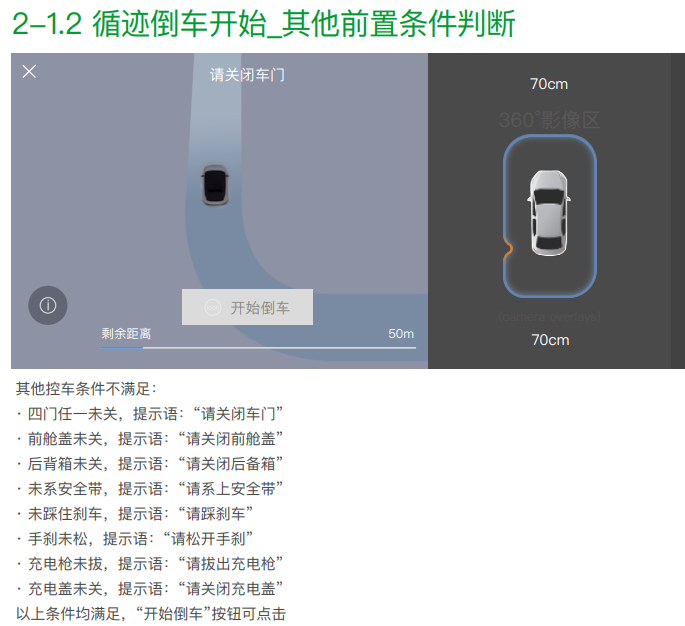 2-1.2 循迹倒车开始_其他前置条件判断
请关闭车门
70cm
360°影像区
开始倒车
剩余距离
50m
(camera overlays)
70cm
其他控车条件不满足：
· 四门任一未关，提示语：“请关闭车门”
· 前舱盖未关，提示语：“请关闭前舱盖”
· 后背箱未关，提示语：“请关闭后备箱”
· 未系安全带，提示语：“请系上安全带”
· 未踩住刹车，提示语：“请踩刹车”
· 手刹未松，提示语：“请松开手刹”
· 充电枪未拔，提示语：“请拔出充电枪”
· 充电盖未关，提示语：“请关闭充电盖”
以上条件均满足，“开始倒车”按钮可点击